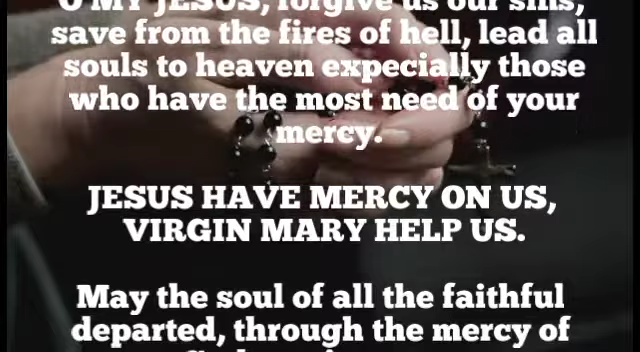 O MY JESUS, forgive us our sins,
save from the fires of hell, lead all
souls to heaven expecially those
who have the most need of your
mercy.
JESUS HAVE MERCY ON US,
VIRGIN MARY HELP US.
May the soul of all the faithful
departed, through the mercy of